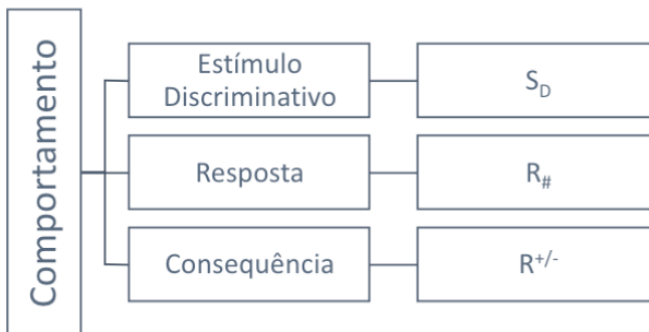 Comportamento
Estímulo
Discriminativo
S_D
Resposta
R_#
Consequência
R^+/-